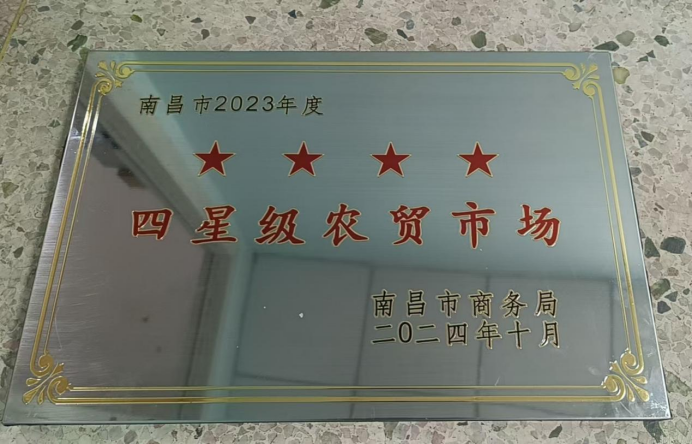 南昌市2023年度
★★★★
四星级农贸市场
南昌市商务局
二〇二四年十月